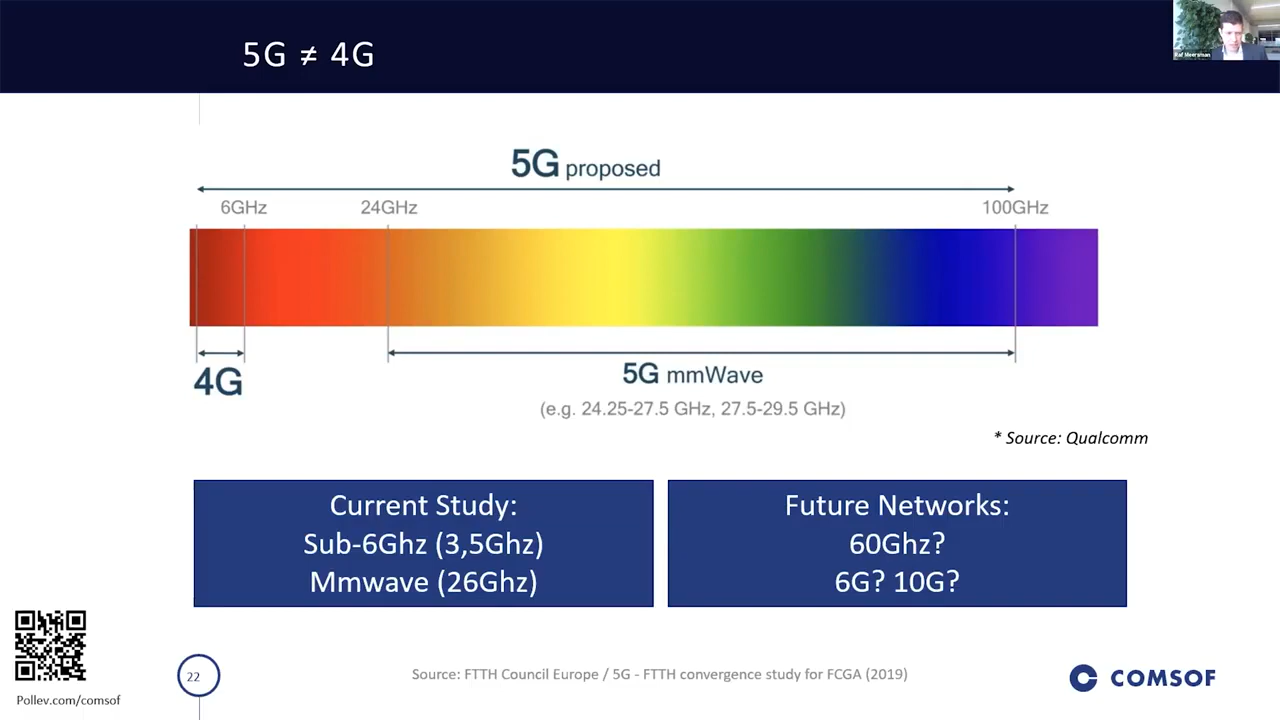 5G ≠ 4G
Raf Meersman
5G proposed
6GHz 24GHz 100GHz
4G
5G mmWave
(e.g. 24.25-27.5 GHz, 27.5-29.5 GHz)
* Source: Qualcomm
Current Study:
Sub-6Ghz (3,5Ghz)
Mmwave (26Ghz)
Future Networks:
60Ghz?
6G? 10G?
Pollev.com/comsof
22
Source: FTTH Council Europe / 5G - FTTH convergence study for FCGA (2019)
COMSOF